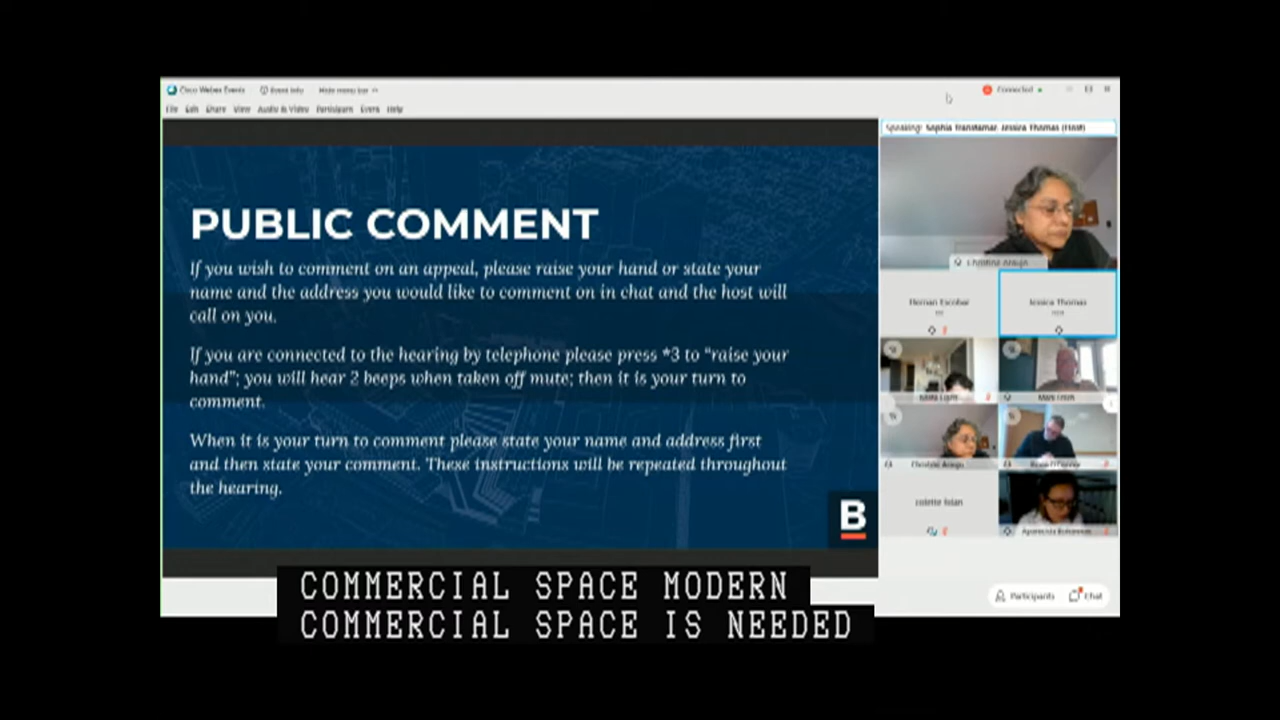 Cisco Webex Events Event Info Hide menu bar
Connected
File Edit Share View Audio & Video Participant Event Help
Speaking: Jessica Thomas (Host)
PUBLIC COMMENT
If you wish to comment on an appeal, please raise your hand or state your
name and the address you would like to comment on in chat and the host will
call on you.
If you are connected to the hearing by telephone please press *3 to "raise your
hand"; you will hear 2 beeps when taken off mute; then it is your turn to
comment.
When it is your turn to comment please state your name and address first
and then state your comment. These instructions will be repeated throughout
the hearing.
B
Christine Araujo
Hernan Escobar
Jessica Thomas
Host
Christine Araujo
Participants
Chat
COMMERCIAL SPACE MODERN
COMMERCIAL SPACE IS NEEDED